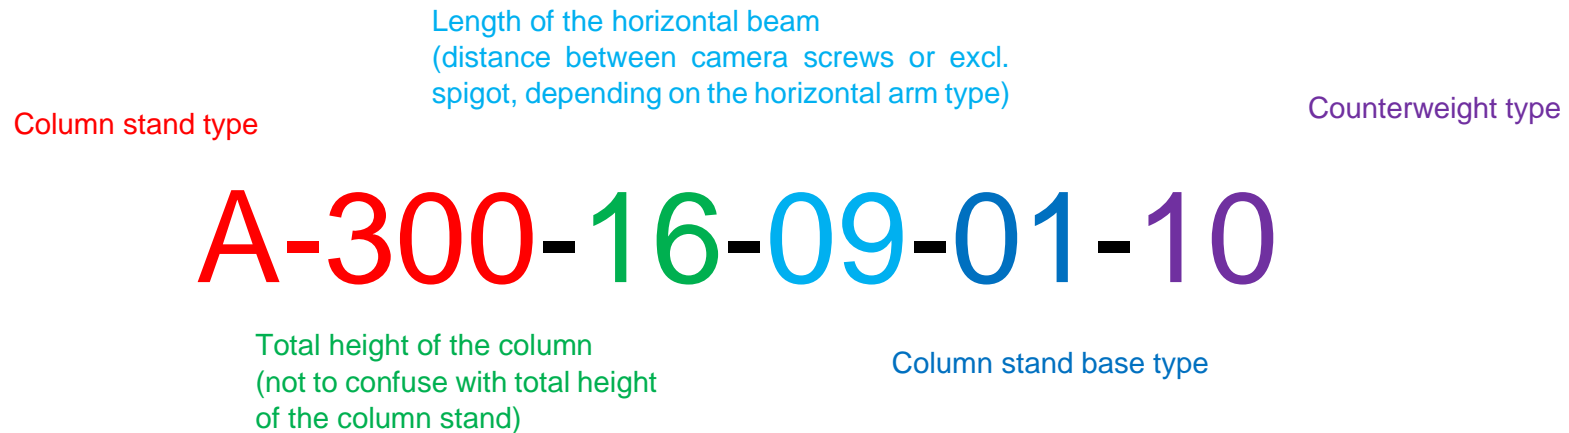 Length of the horizontal beam
(distance between camera screws or excl.
spigot, depending on the horizontal arm type)
Column stand type
Counterweight type
A-300-16-09-01-10
Total height of the column
(not to confuse with total height
of the column stand)
Column stand base type